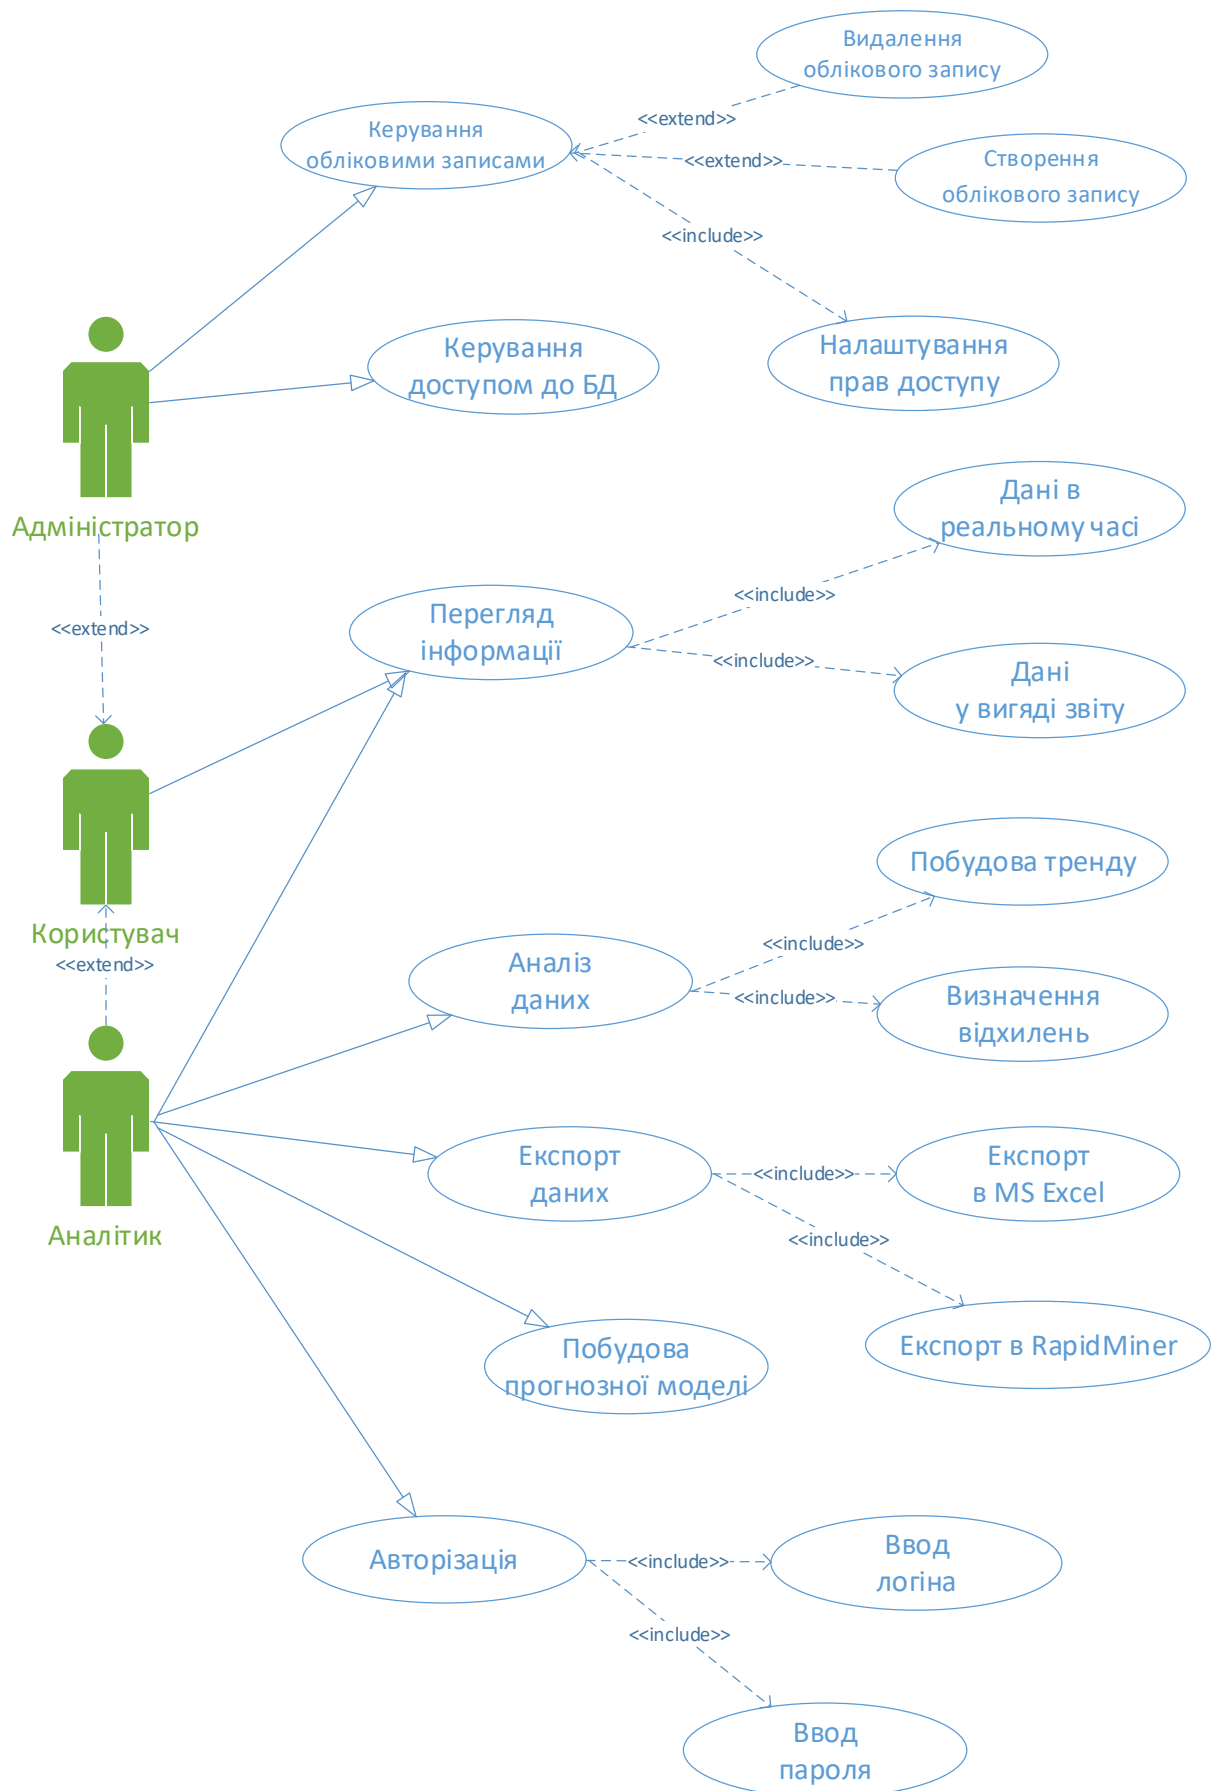 Видалення
облікового запису
<<extend>>
Керування
обліковими записами
<<extend>>
Створення
облікового запису
<<include>>
Керування
доступом до БД
Налаштування
прав доступу
Адміністратор
Дані в
реальному часі
<<include>>
<<extend>>
Перегляд
інформації
<<include>>
Дані
у вигяді звіту
Побудова тренду
Користувач
<<extend>>
<<include>>
Аналіз
даних
<<include>>
Визначення
відхилень
Аналітик
Експорт
даних
<<include>>
Експорт
в MS Excel
<<include>>
Експорт в RapidMiner
Побудова
прогнозної моделі
Авторізація
<<include>>
Ввод
логіна
<<include>>
Ввод
пароля